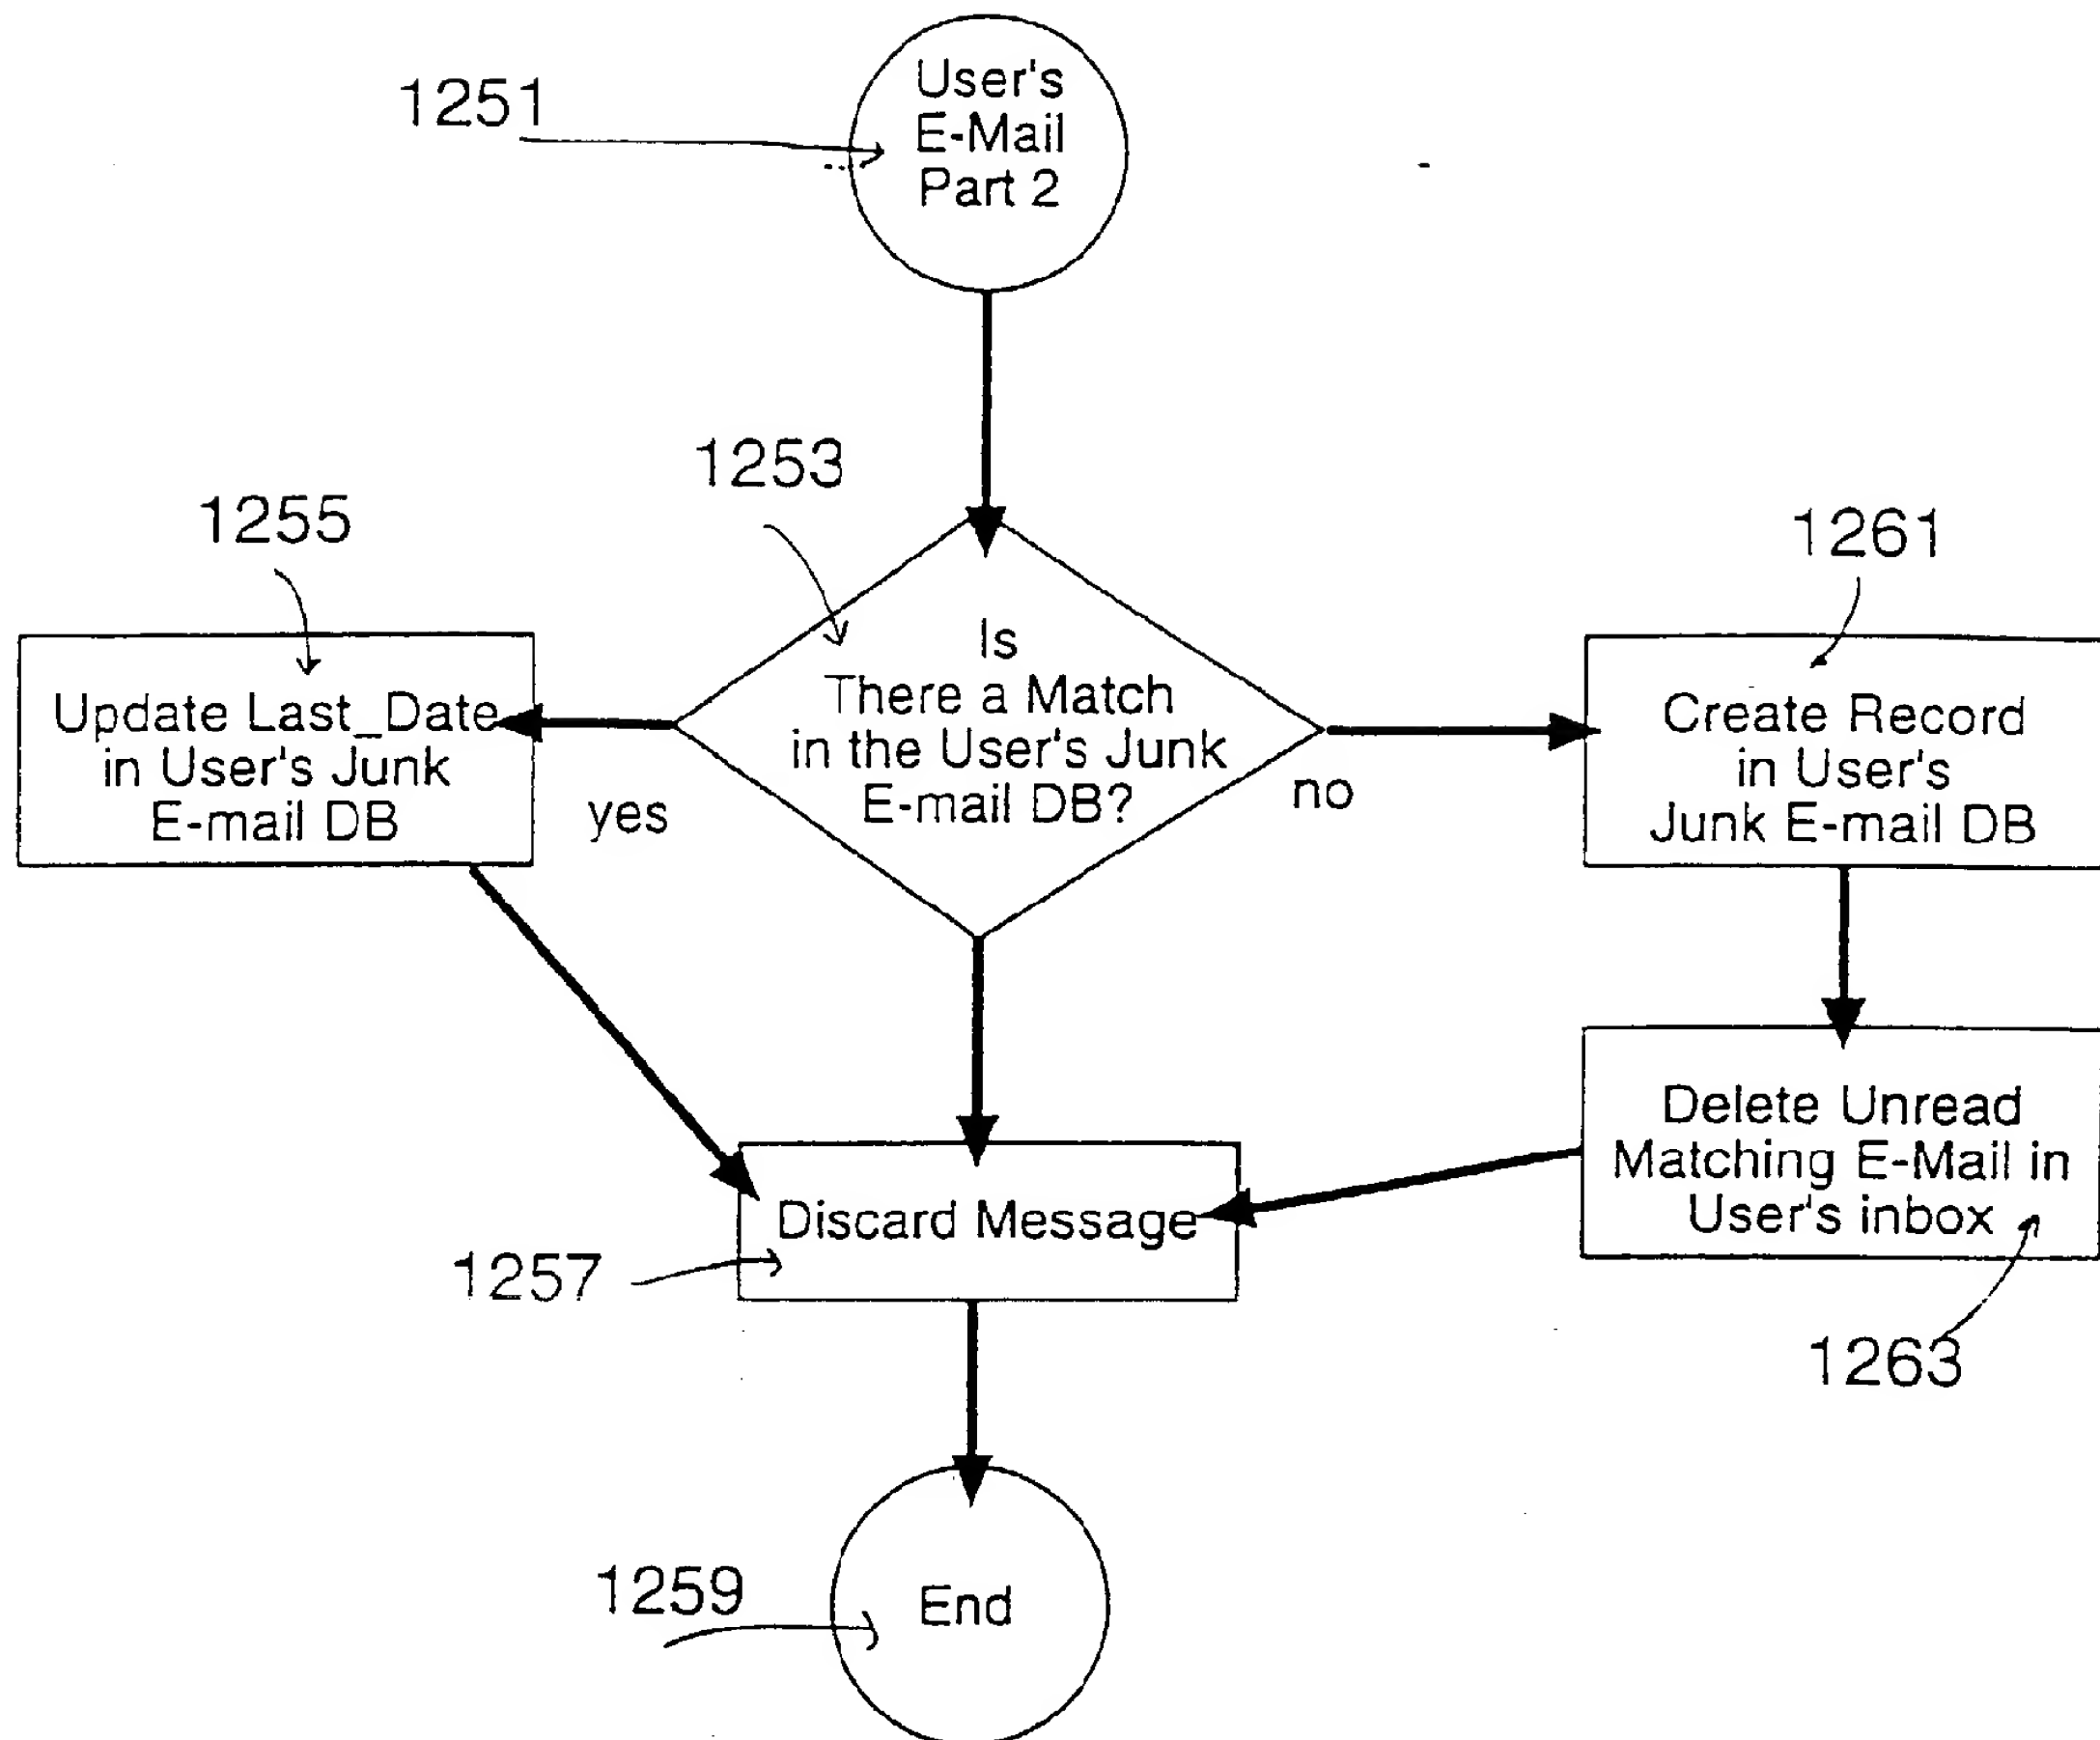 1251
User's
E-Mail
Part 2
1253
1255
1261
Is
There a Match
in the User's Junk
E-mail DB?
Update Last_Date
in User's Junk
E-mail DB
yes
no
Create Record
in User's
Junk E-mail DB
Delete Unread
Matching E-Mail in
User's inbox
Discard Message
1257
1263
1259
End